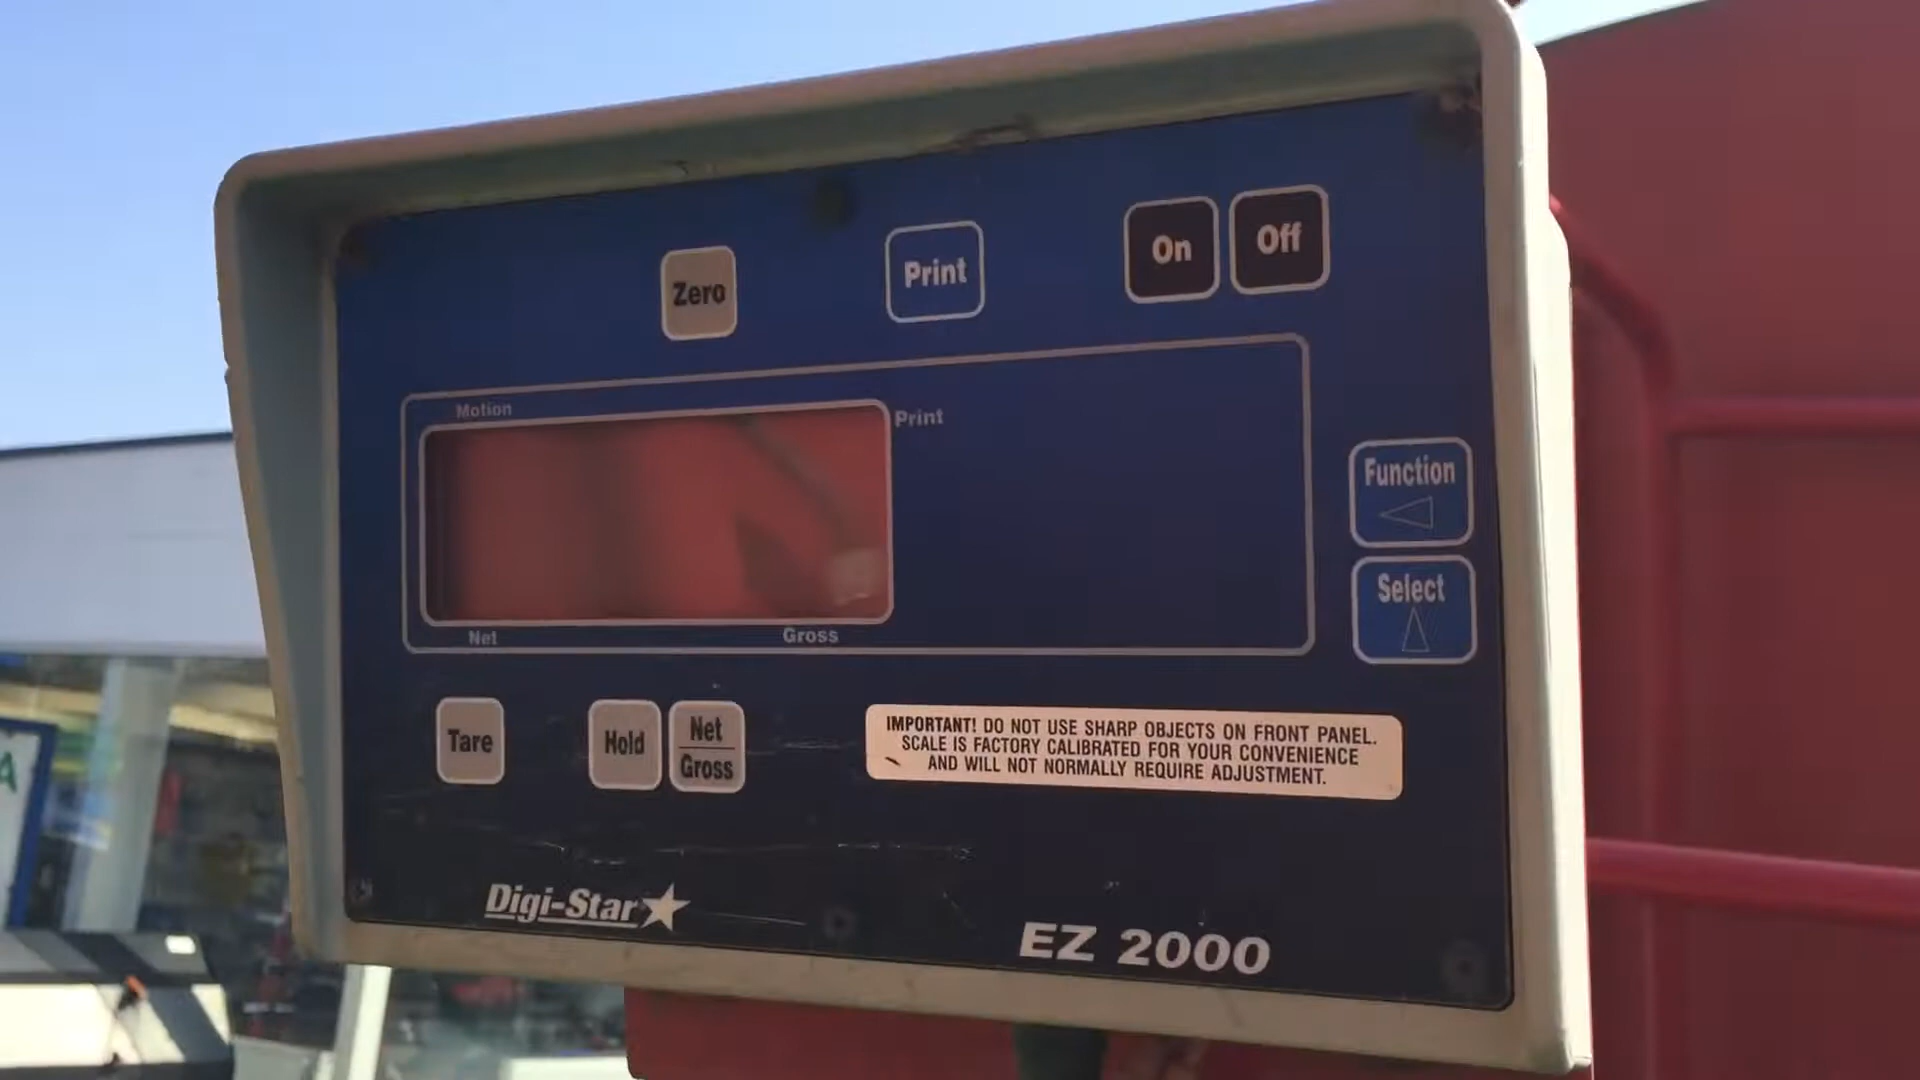 Zero
Print
On
Off
Motion
Print
Function
Select
Net
Gross
Tare
Hold
Net
Gross
IMPORTANT! DO NOT USE SHARP OBJECTS ON FRONT PANEL.
SCALE IS FACTORY CALIBRATED FOR YOUR CONVENIENCE
AND WILL NOT NORMALLY REQUIRE ADJUSTMENT.
Digi-Star
EZ 2000
A